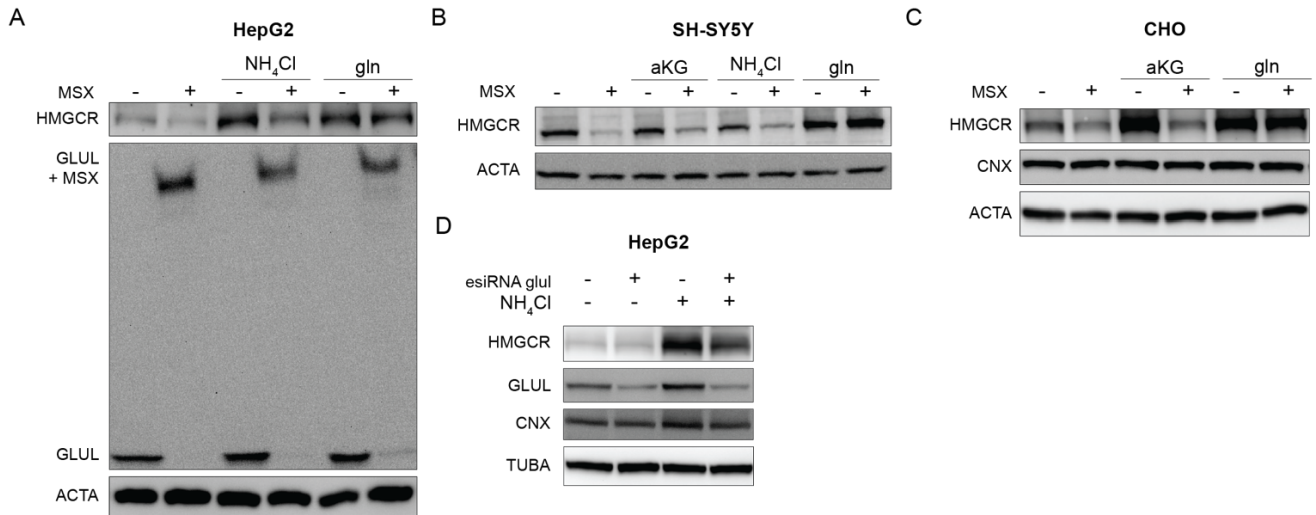 A
HepG2
NH₄Cl gln
MSX - + - + - +
HMGCR
GLUL
+ MSX
GLUL
ACTA
B
SH-SY5Y
aKG NH₄Cl gln
MSX - + - + - + - +
HMGCR
ACTA
C
CHO
aKG gln
MSX - + - + - +
HMGCR
CNX
ACTA
D
HepG2
esiRNA glul - + - +
NH₄Cl - - + +
HMGCR
GLUL
CNX
TUBA